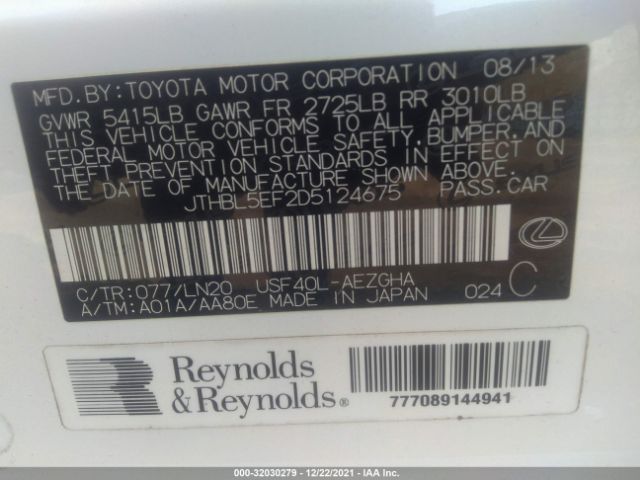 MFD.BY:TOYOTA MOTOR CORPORATION 08/13
GVWR 5415LB GAWR FR 2725LB RR 3010LB
THIS VEHICLE CONFORMS TO ALL APPLICABLE
FEDERAL MOTOR VEHICLE SAFETY,BUMPER,AND
THEFT PREVENTION STANDARDS IN EFFECT ON
THE DATE OF MANUFACTURE SHOWN ABOVE.
JTHBL5EF2D5124675 PASS.CAR
C/TR:077/LN20 USF40L-AEZGHA
A/TM:A01A/AA80E MADE IN JAPAN 024 C
Reynolds
&Reynolds®
777089144941
000-32030279 - 12/22/2021 - IAAI.COM